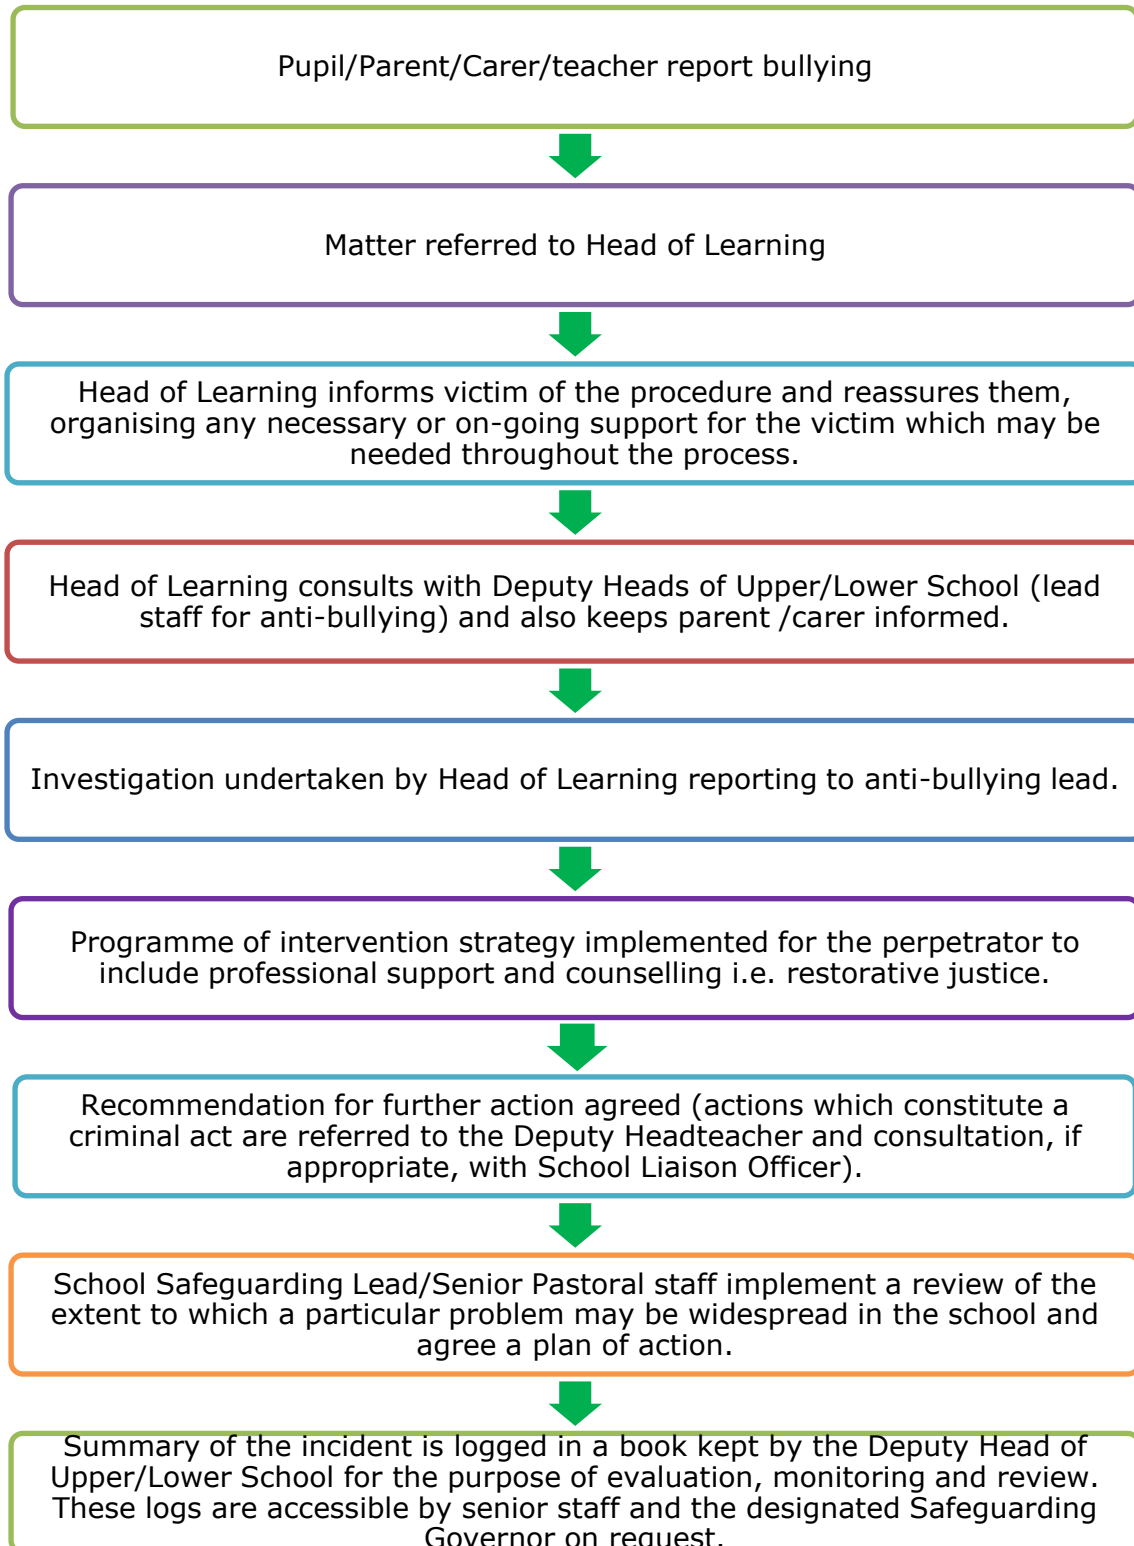 Pupil/Parent/Carer/teacher report bullying
Matter referred to Head of Learning
Head of Learning informs victim of the procedure and reassures them,
organising any necessary or on-going support for the victim which may be
needed throughout the process.
Head of Learning consults with Deputy Heads of Upper/Lower School (lead
staff for anti-bullying) and also keeps parent /carer informed.
Investigation undertaken by Head of Learning reporting to anti-bullying lead.
Programme of intervention strategy implemented for the perpetrator to
include professional support and counselling i.e. restorative justice.
Recommendation for further action agreed (actions which constitute a
criminal act are referred to the Deputy Headteacher and consultation, if
appropriate, with School Liaison Officer).
School Safeguarding Lead/Senior Pastoral staff implement a review of the
extent to which a particular problem may be widespread in the school and
agree a plan of action.
Summary of the incident is logged in a book kept by the Deputy Head of
Upper/Lower School for the purpose of evaluation, monitoring and review.
These logs are accessible by senior staff and the designated Safeguarding
Governor on request.